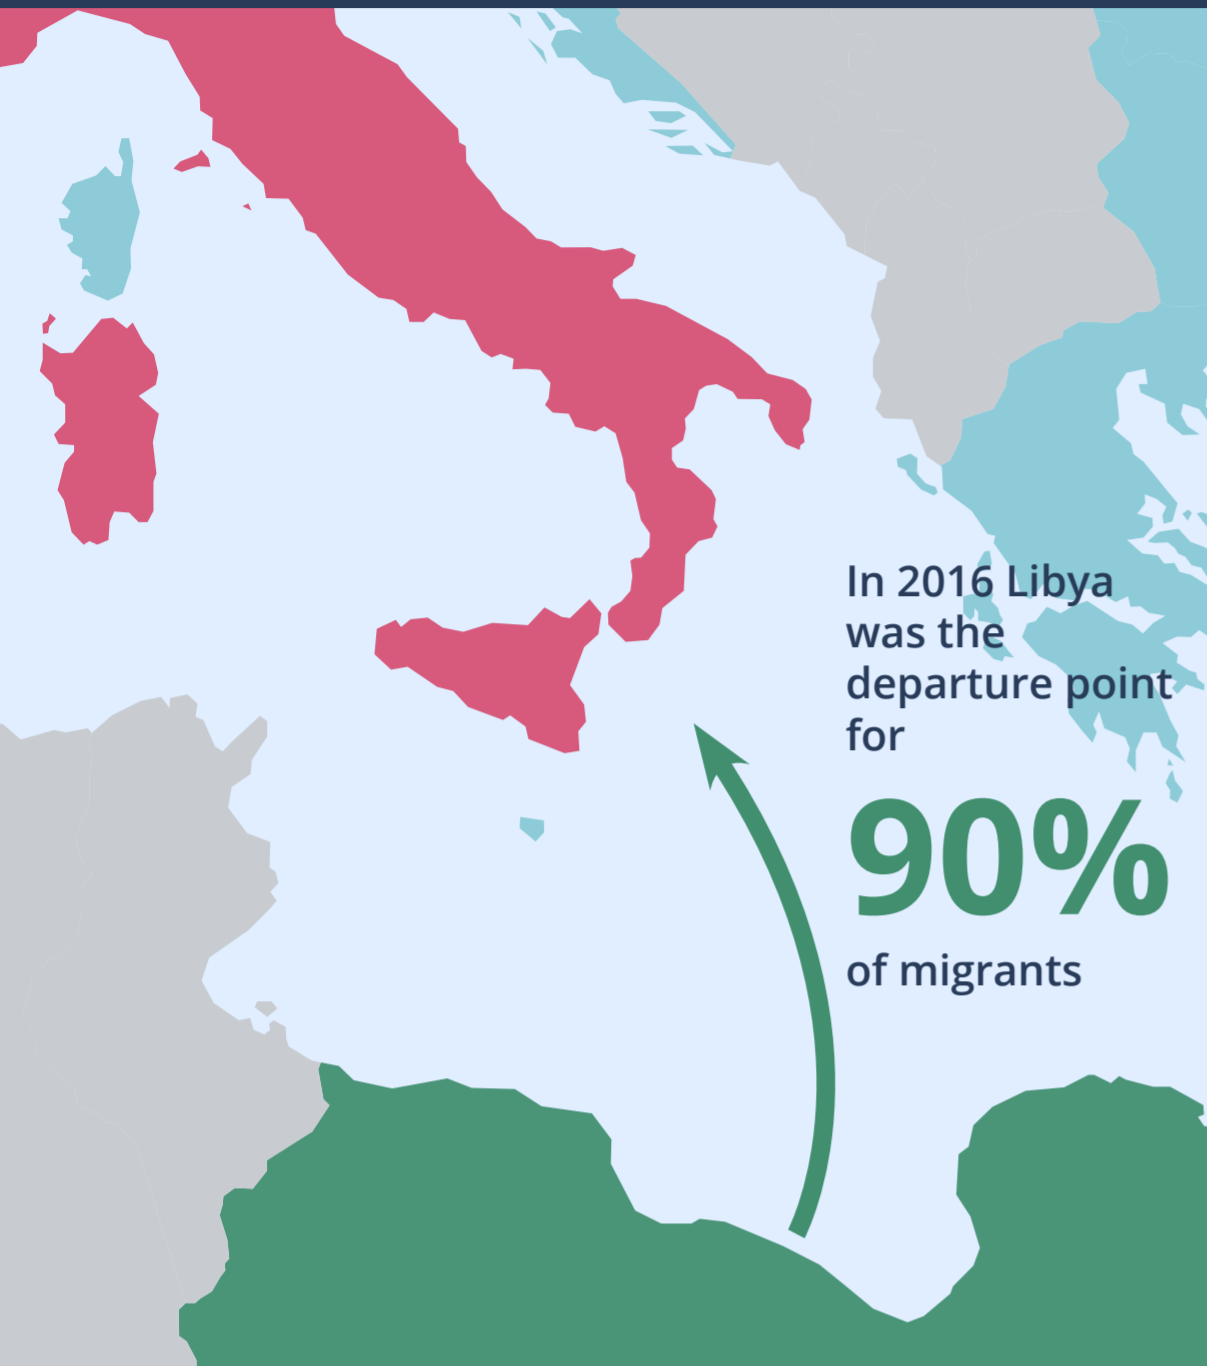 In 2016 Libya
was the
departure point
for
90%
of migrants